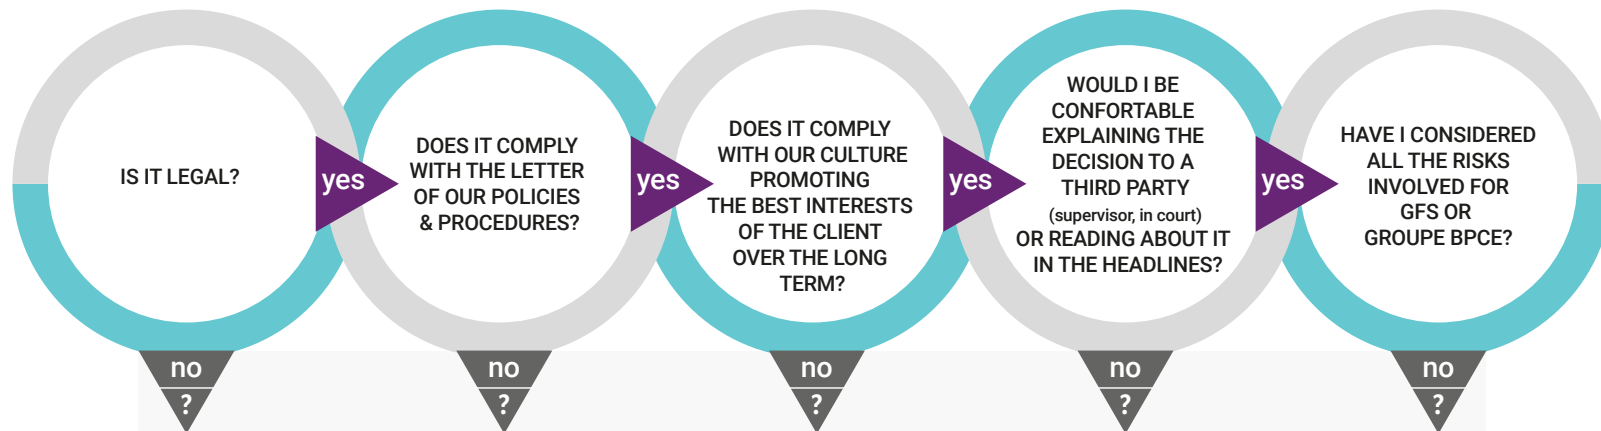 IS IT LEGAL?
yes
DOES IT COMPLY
WITH THE LETTER
OF OUR POLICIES
& PROCEDURES?
yes
DOES IT COMPLY
WITH OUR CULTURE
PROMOTING
THE BEST INTERESTS
OF THE CLIENT
OVER THE LONG
TERM?
yes
WOULD I BE
CONFORTABLE
EXPLAINING THE
DECISION TO A
THIRD PARTY
(supervisor, in court)
OR READING ABOUT IT
IN THE HEADLINES?
yes
HAVE I CONSIDERED
ALL THE RISKS
INVOLVED FOR
GFS OR
GROUPE BPCE?
no
?
no
?
no
?
no
?
no
?